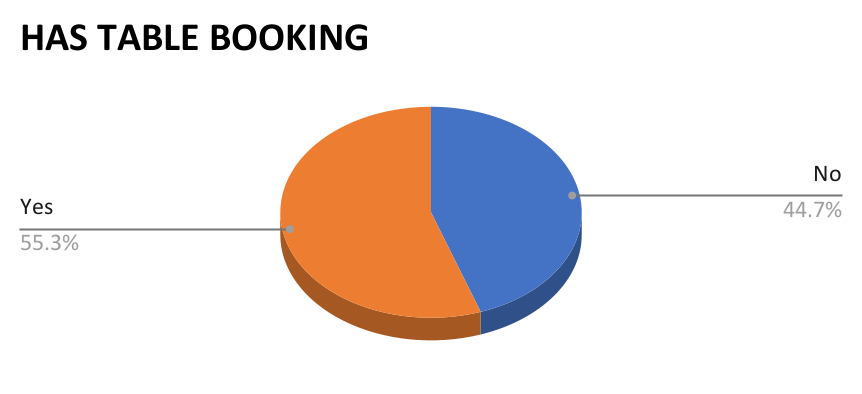 HAS TABLE BOOKING
No
44.7%
Yes
55.3%